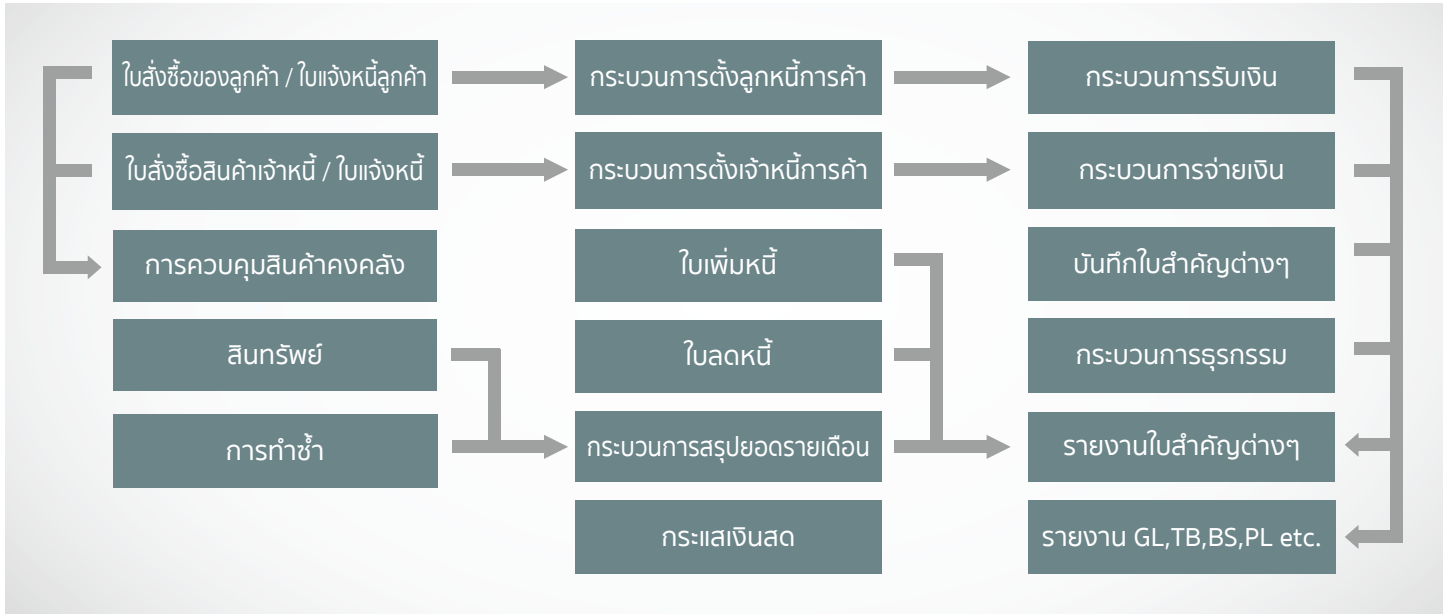 ใบสั่งซื้อของลูกค้า / ใบแจ้งหนี้ลูกค้า
กระบวนการตั้งลูกหนี้การค้า
กระบวนการรับเงิน
ใบสั่งซื้อสินค้าเจ้าหนี้ / ใบแจ้งหนี้
กระบวนการตั้งเจ้าหนี้การค้า
กระบวนการจ่ายเงิน
การควบคุมสินค้าคงคลัง
ใบเพิ่มหนี้
บันทึกใบสำคัญต่างๆ
สินทรัพย์
ใบลดหนี้
กระบวนการธุรกรรม
การทำซ้ำ
กระบวนการสรุปยอดรายเดือน
รายงานใบสำคัญต่างๆ
กระแสเงินสด
รายงาน GL,TB,BS,PL etc.